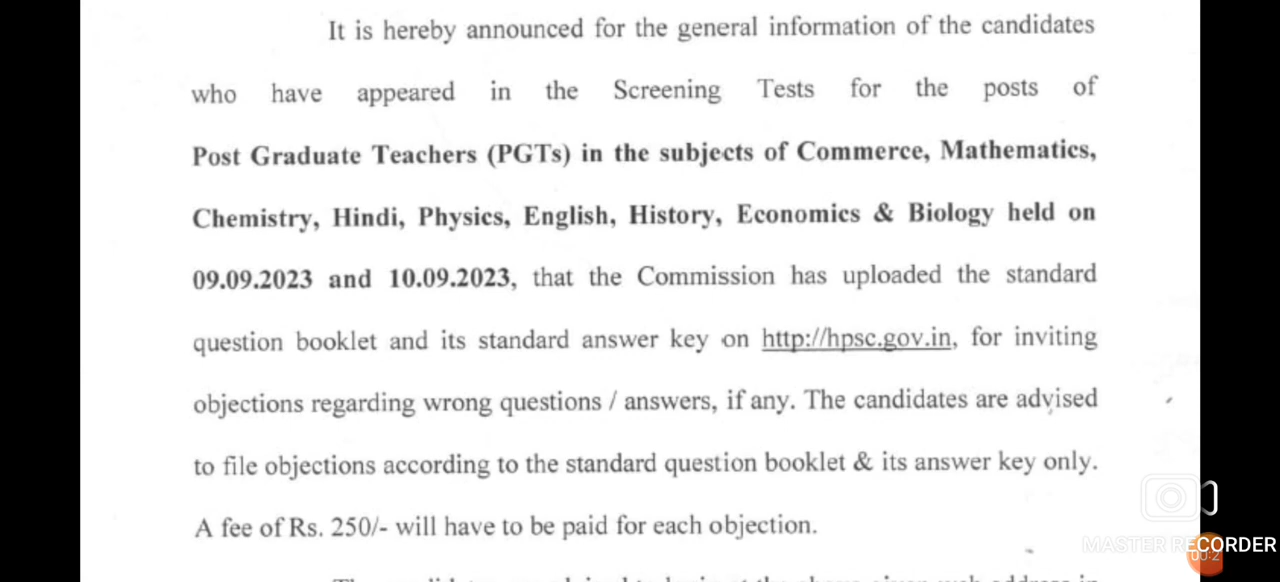 It is hereby announced for the general information of the candidates
who have appeared in the Screening Tests for the posts of
Post Graduate Teachers (PGTs) in the subjects of Commerce, Mathematics,
Chemistry, Hindi, Physics, English, History, Economics & Biology held on
09.09.2023 and 10.09.2023, that the Commission has uploaded the standard
question booklet and its standard answer key on http://hpsc.gov.in, for inviting
objections regarding wrong questions / answers, if any. The candidates are advised
to file objections according to the standard question booklet & its answer key only.
A fee of Rs. 250/- will have to be paid for each objection.
MASTER RECORDER